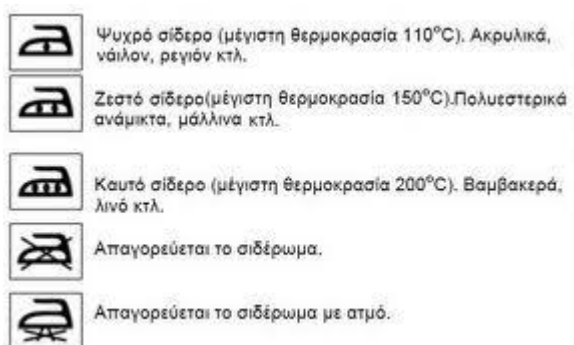 Ψυχρό σίδερο (μέγιστη θερμοκρασία 110°C). Ακρυλικά,
νάιλον, ρεγιόν κτλ.
Ζεστό σίδερο(μέγιστη θερμοκρασία 150°C).Πολυεστερικά
ανάμικτα, μάλλινα κτλ.
Καυτό σίδερο (μέγιστη θερμοκρασία 200°C). Βαμβακερά,
λινό κτλ.
Απαγορεύεται το σιδέρωμα.
Απαγορεύεται το σιδέρωμα με ατμό.